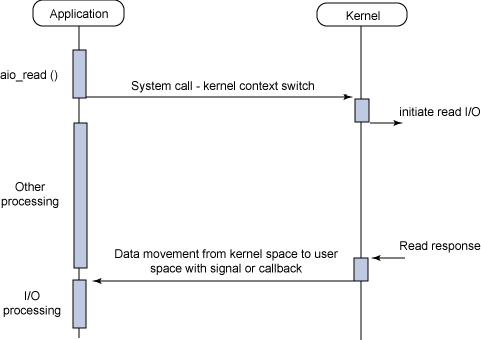 Application
Kernel
aio_read ()
System call - kernel context switch
initiate read I/O
Other
processing
Data movement from kernel space to user
space with signal or callback
Read response
I/O
processing